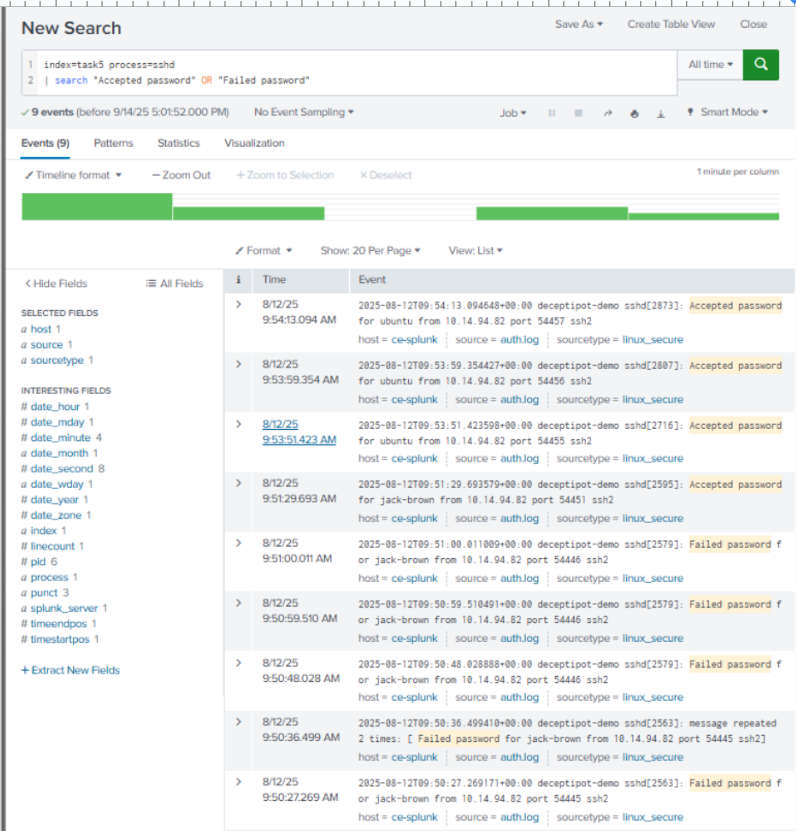 New Search
Save As ▾ Create Table View Close
1 index=task5 process=sshd
2 | search "Accepted password" OR "Failed password"
All time ▾
✓ 9 events (before 9/14/25 5:01:52.000 PM) No Event Sampling ▾
Job ▾ Smart Mode ▾
Events (9) Patterns Statistics Visualization
Timeline format ▾ — Zoom Out + Zoom to Selection × Deselect
1 minute per column
Format ▾ Show: 20 Per Page ▾ View: List ▾
< Hide Fields All Fields
SELECTED FIELDS
a host 1
a source 1
a sourcetype 1
INTERESTING FIELDS
# date_hour 1
# date_mday 1
# date_minute 4
a date_month 1
# date_second 8
a date_wday 1
# date_year 1
# date_zone 1
a index 1
# linecount 1
# pid 6
a process 1
a punct 3
a splunk_server 1
# timeendpos 1
# timestartpos 1
+ Extract New Fields
i Time Event
> 8/12/25
9:54:13.094 AM
2025-08-12T09:54:13.094648+00:00 deceptipot-demo sshd[2873]: Accepted password
for ubuntu from 10.14.94.82 port 54457 ssh2
host = ce-splunk source = auth.log sourcetype = linux_secure
> 8/12/25
9:53:59.354 AM
2025-08-12T09:53:59.354427+00:00 deceptipot-demo sshd[2807]: Accepted password
for ubuntu from 10.14.94.82 port 54456 ssh2
host = ce-splunk source = auth.log sourcetype = linux_secure
> 8/12/25
9:53:51.423 AM
2025-08-12T09:53:51.423598+00:00 deceptipot-demo sshd[2716]: Accepted password
for ubuntu from 10.14.94.82 port 54455 ssh2
host = ce-splunk source = auth.log sourcetype = linux_secure
> 8/12/25
9:51:29.693 AM
2025-08-12T09:51:29.693579+00:00 deceptipot-demo sshd[2595]: Accepted password
for jack-brown from 10.14.94.82 port 54451 ssh2
host = ce-splunk source = auth.log sourcetype = linux_secure
> 8/12/25
9:51:00.011 AM
2025-08-12T09:51:00.011009+00:00 deceptipot-demo sshd[2579]: Failed password f
or jack-brown from 10.14.94.82 port 54446 ssh2
host = ce-splunk source = auth.log sourcetype = linux_secure
> 8/12/25
9:50:59.510 AM
2025-08-12T09:50:59.510491+00:00 deceptipot-demo sshd[2579]: Failed password f
or jack-brown from 10.14.94.82 port 54446 ssh2
host = ce-splunk source = auth.log sourcetype = linux_secure
> 8/12/25
9:50:48.028 AM
2025-08-12T09:50:48.028888+00:00 deceptipot-demo sshd[2579]: Failed password f
or jack-brown from 10.14.94.82 port 54446 ssh2
host = ce-splunk source = auth.log sourcetype = linux_secure
> 8/12/25
9:50:36.499 AM
2025-08-12T09:50:36.499410+00:00 deceptipot-demo sshd[2563]: message repeated
2 times: [ Failed password for jack-brown from 10.14.94.82 port 54445 ssh2]
host = ce-splunk source = auth.log sourcetype = linux_secure
> 8/12/25
9:50:27.269 AM
2025-08-12T09:50:27.269171+00:00 deceptipot-demo sshd[2563]: Failed password f
or jack-brown from 10.14.94.82 port 54445 ssh2
host = ce-splunk source = auth.log sourcetype = linux_secure